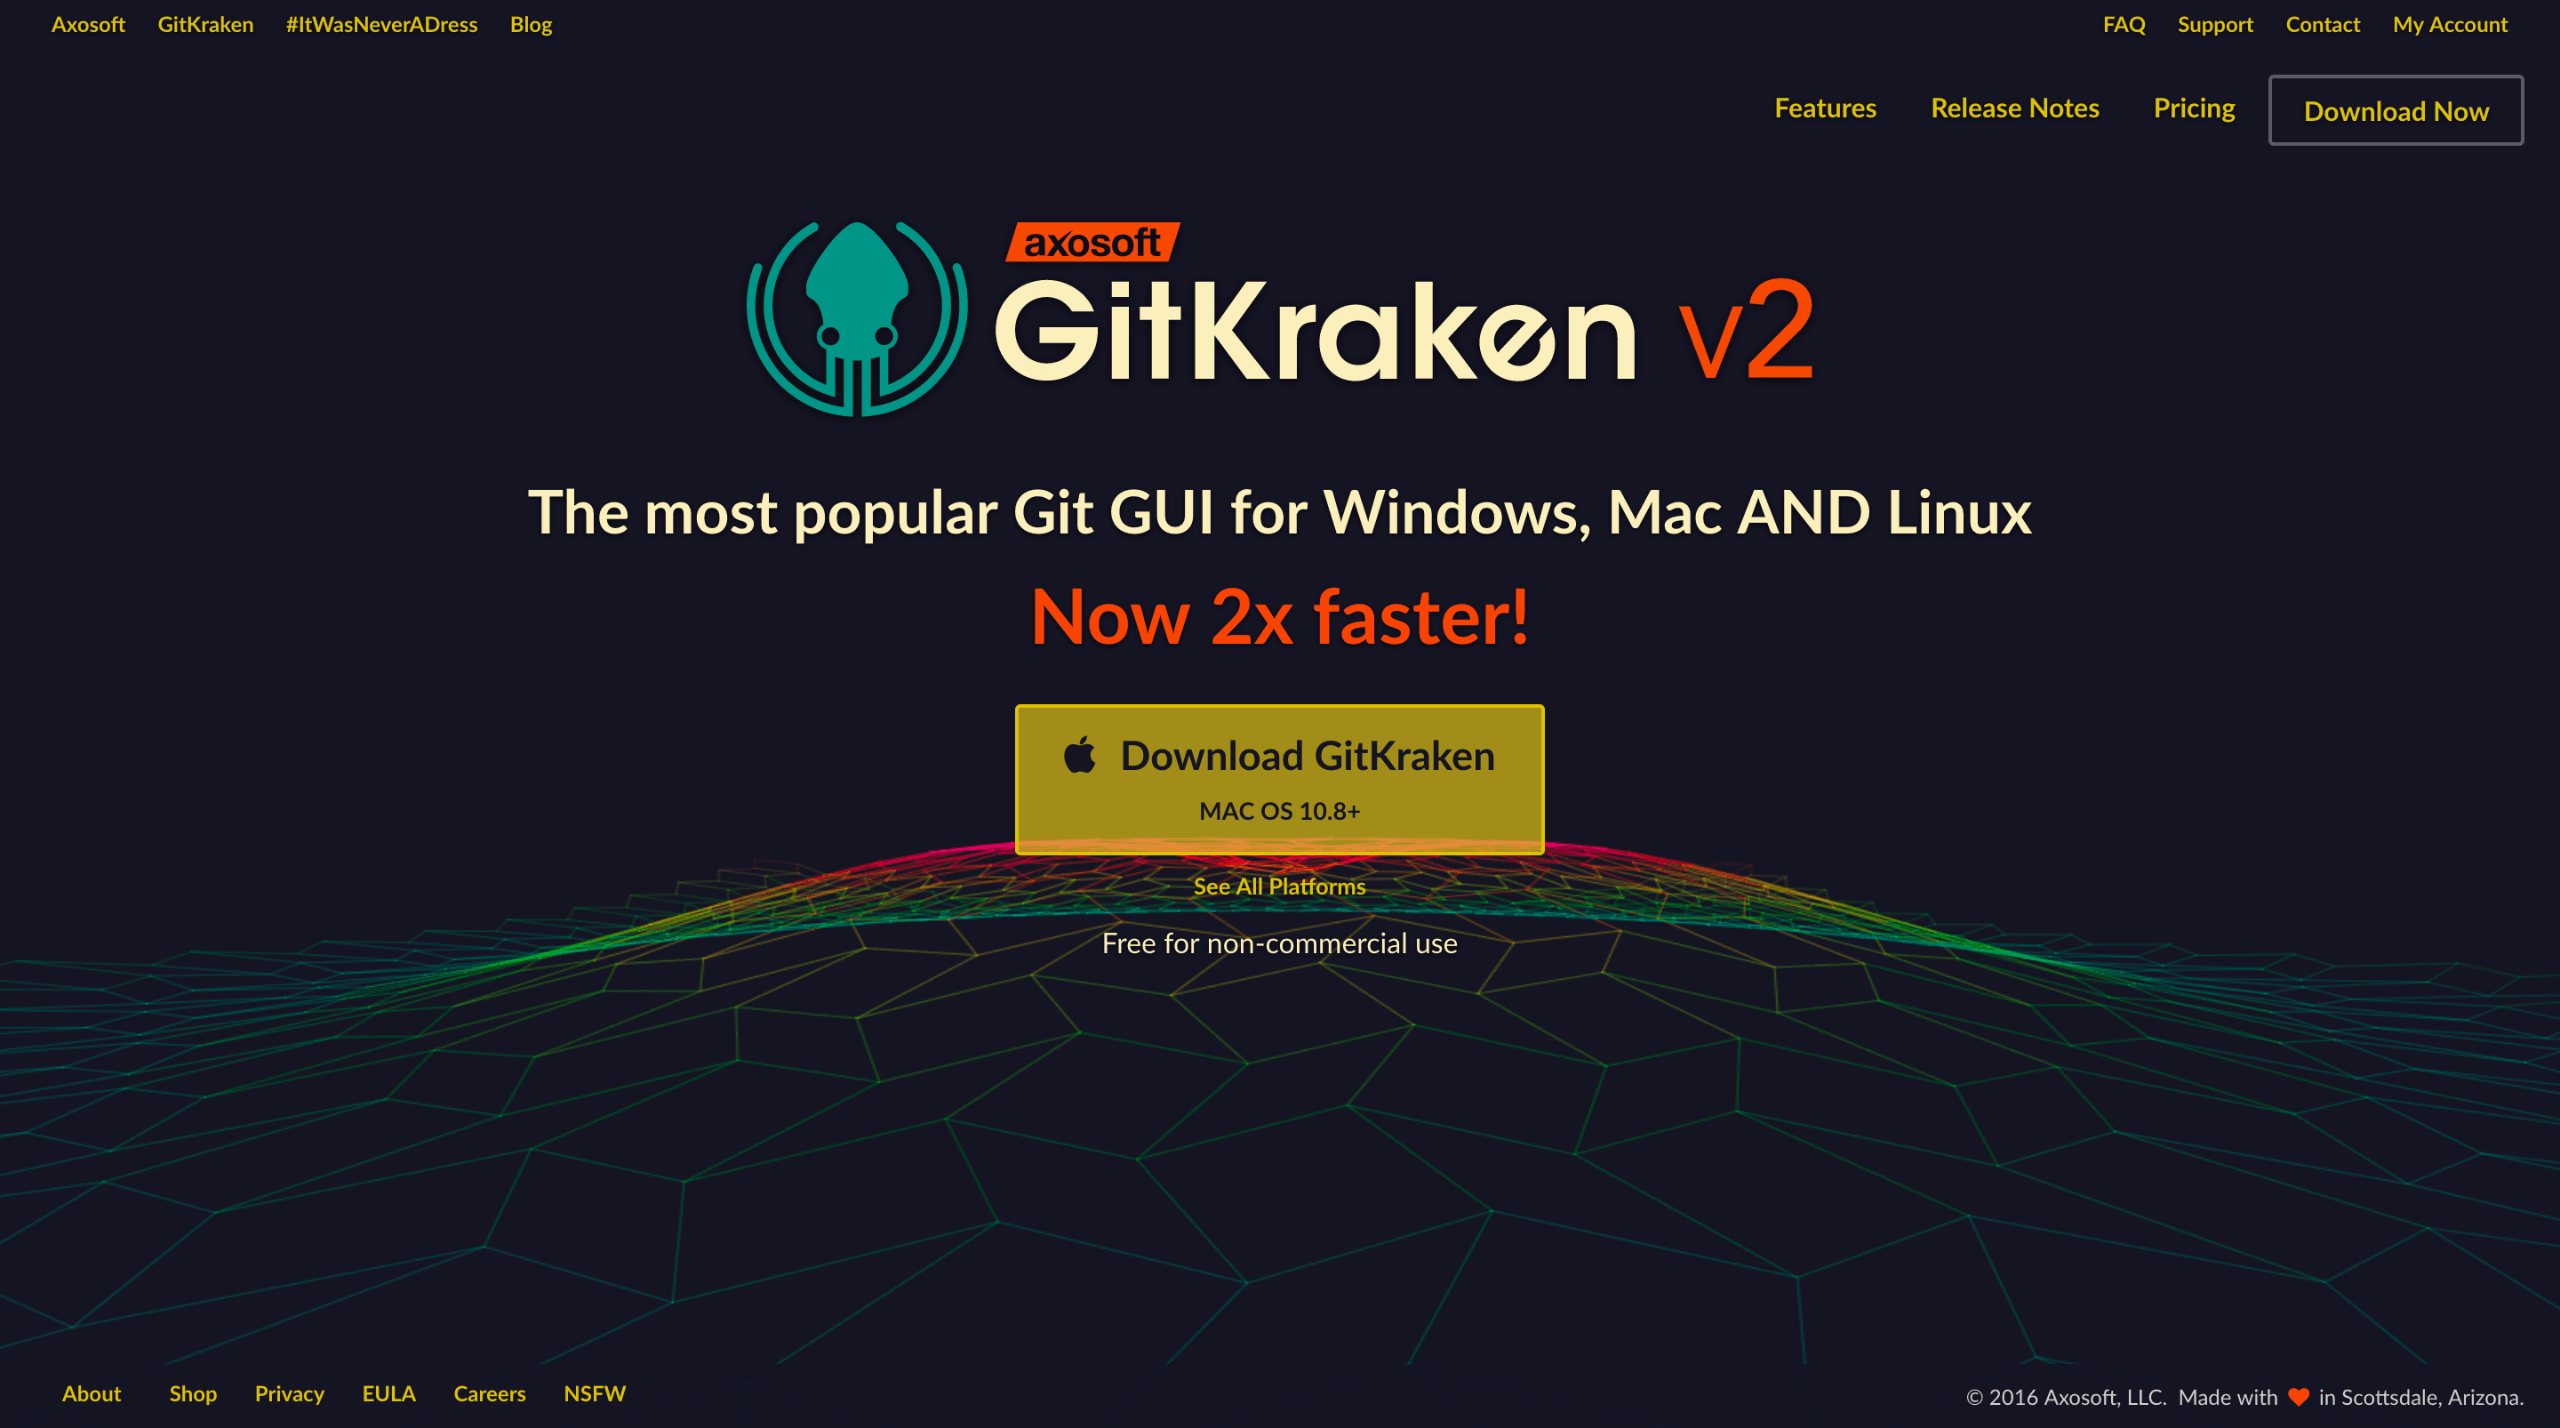 Axosoft GitKraken #ItWasNeverADress Blog FAQ Support Contact My Account
Features Release Notes Pricing Download Now
axosoft
GitKraken v2
The most popular Git GUI for Windows, Mac AND Linux
Now 2x faster!
Download GitKraken
MAC OS 10.8+
See All Platforms
Free for non-commercial use
About Shop Privacy EULA Careers NSFW © 2016 Axosoft, LLC. Made with ♥ in Scottsdale, Arizona.